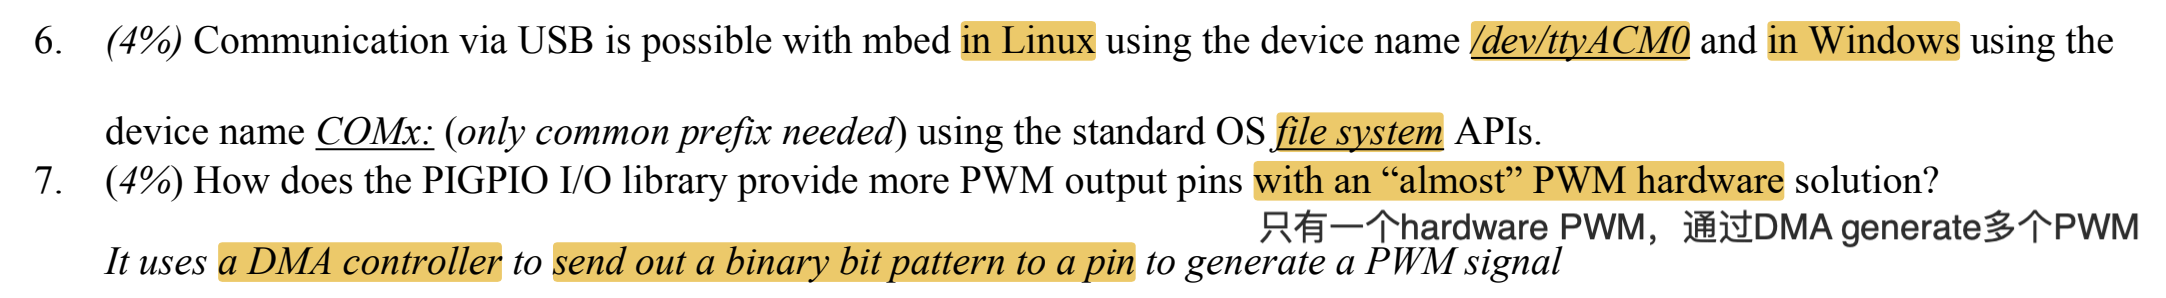 6. (4%) Communication via USB is possible with mbed in Linux using the device name /dev/ttyACM0 and in Windows using the
device name COMx: (only common prefix needed) using the standard OS file system APIs.
7. (4%) How does the PIGPIO I/O library provide more PWM output pins with an “almost” PWM hardware solution?
只有一个hardware PWM，通过DMA generate多个PWM
It uses a DMA controller to send out a binary bit pattern to a pin to generate a PWM signal